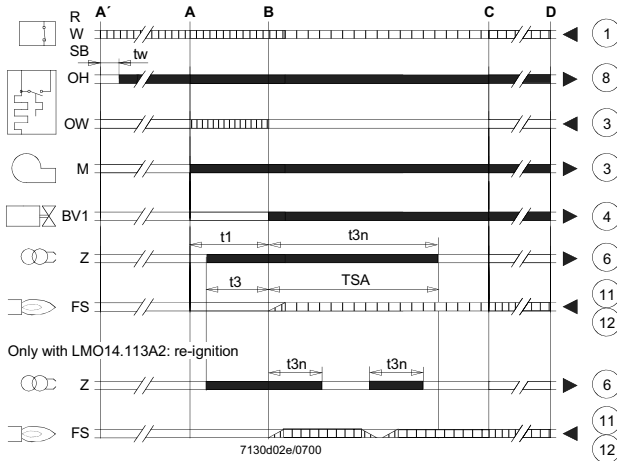 R A´ A B C D
W 1
SB tw
OH 8
OW 3
M 3
BV1 4
t1 t3n
Z 6
t3 TSA
FS 11
12
Only with LMO14.113A2: re-ignition
t3n t3n
Z 6
FS 11
12
7130d02e/0700